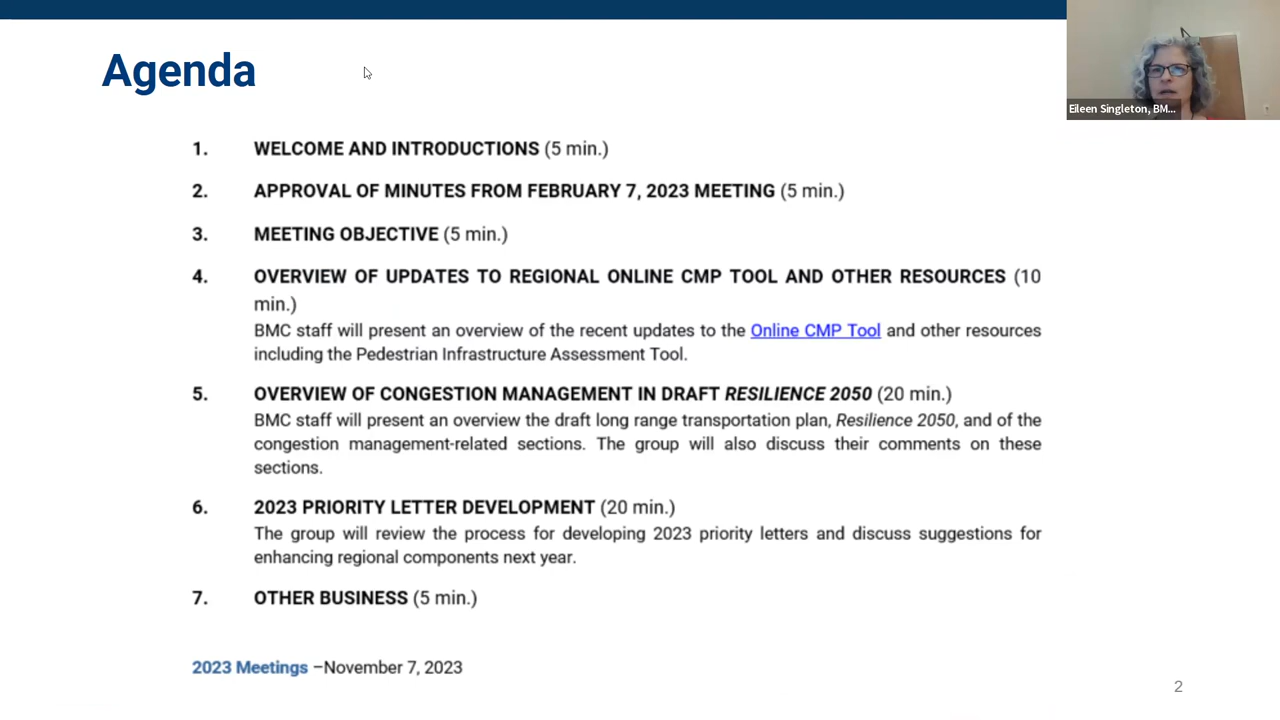 Agenda
Eileen Singleton, BM...
1. WELCOME AND INTRODUCTIONS (5 min.)
2. APPROVAL OF MINUTES FROM FEBRUARY 7, 2023 MEETING (5 min.)
3. MEETING OBJECTIVE (5 min.)
4. OVERVIEW OF UPDATES TO REGIONAL ONLINE CMP TOOL AND OTHER RESOURCES (10
min.)
BMC staff will present an overview of the recent updates to the Online CMP Tool and other resources
including the Pedestrian Infrastructure Assessment Tool.
5. OVERVIEW OF CONGESTION MANAGEMENT IN DRAFT RESILIENCE 2050 (20 min.)
BMC staff will present an overview the draft long range transportation plan, Resilience 2050, and of the
congestion management-related sections. The group will also discuss their comments on these
sections.
6. 2023 PRIORITY LETTER DEVELOPMENT (20 min.)
The group will review the process for developing 2023 priority letters and discuss suggestions for
enhancing regional components next year.
7. OTHER BUSINESS (5 min.)
2023 Meetings –November 7, 2023
2